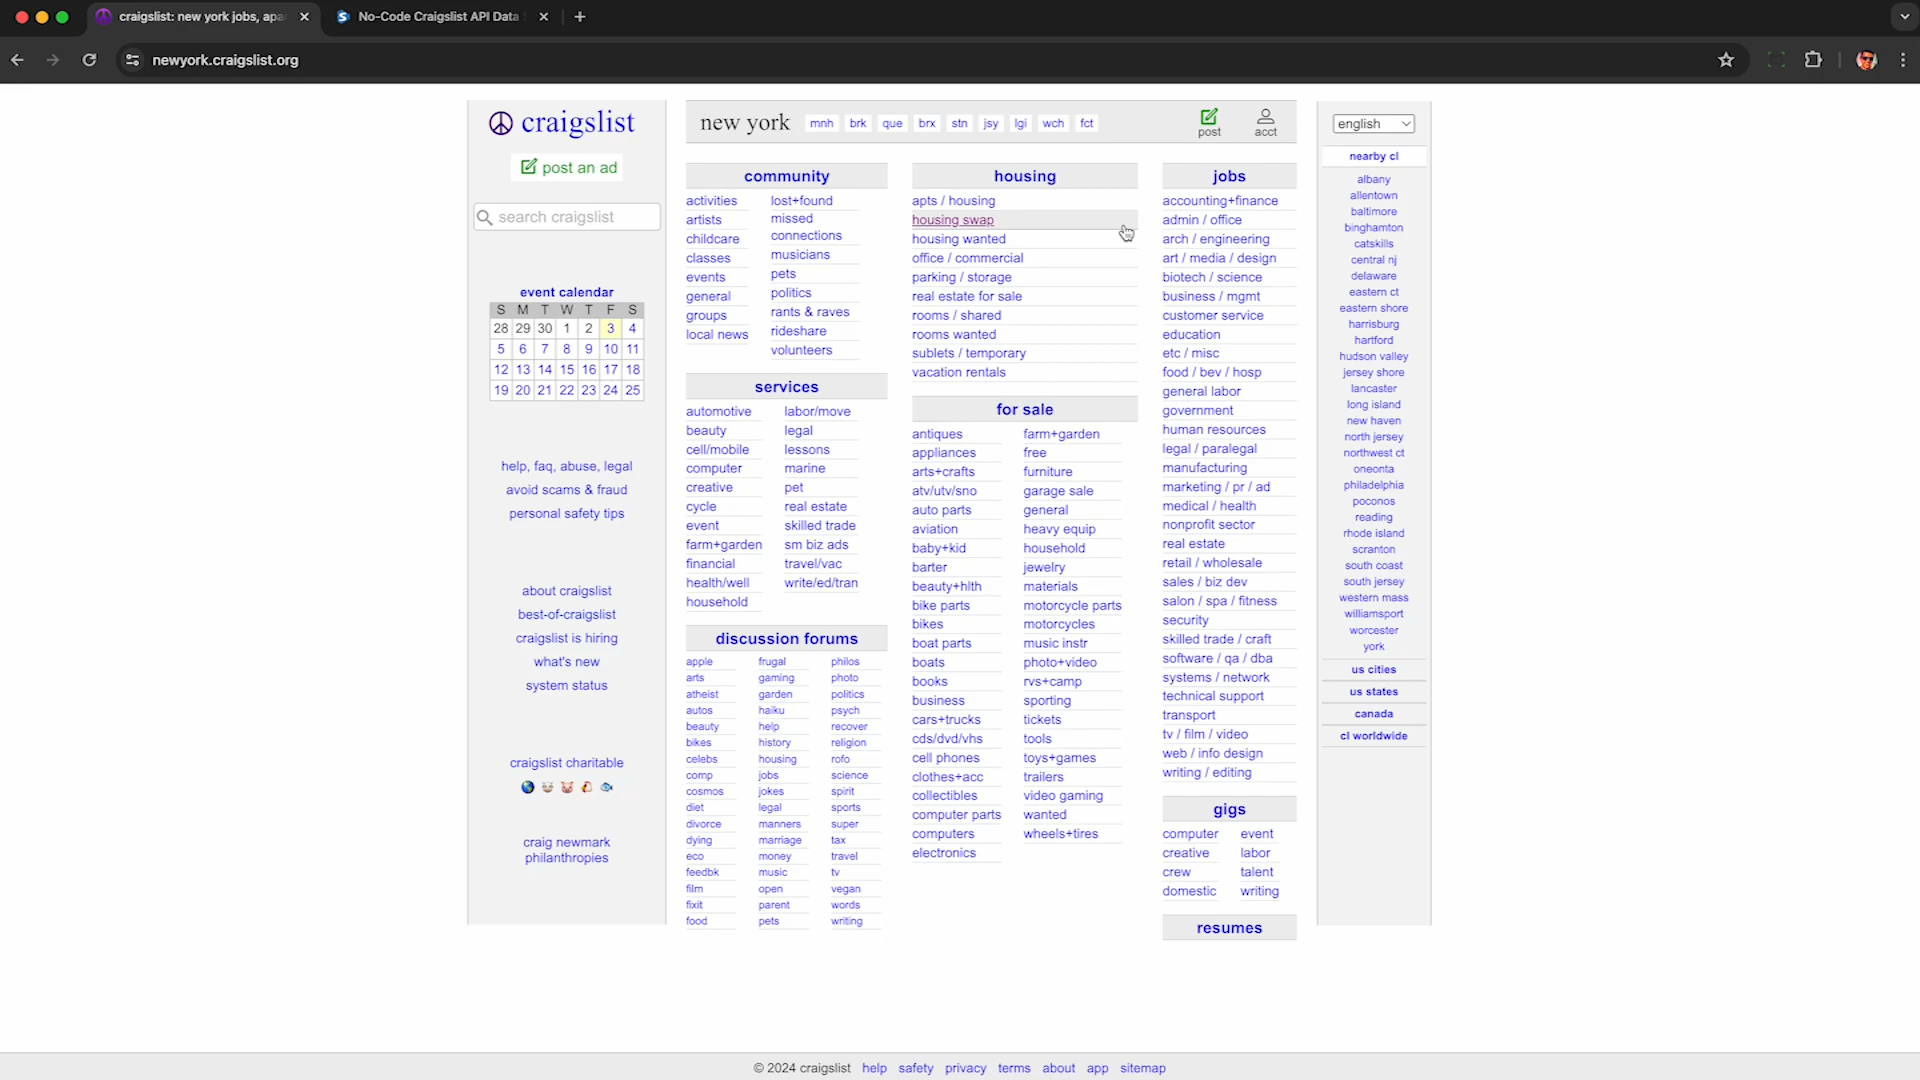 craigslist: new york jobs, apa
No-Code Craigslist API Data
newyork.craigslist.org
craigslist
post an ad
search craigslist
event calendar
S M T W T F S
28 29 30 1 2 3 4
5 6 7 8 9 10 11
12 13 14 15 16 17 18
19 20 21 22 23 24 25
help, faq, abuse, legal
avoid scams & fraud
personal safety tips
about craigslist
best-of-craigslist
craigslist is hiring
what's new
system status
craigslist charitable
craig newmark
philanthropies
new york mnh brk que brx stn jsy lgi wch fct
post
acct
community
activities
artists
childcare
classes
events
general
groups
local news
lost+found
missed
connections
musicians
pets
politics
rants & raves
rideshare
volunteers
services
automotive
beauty
cell/mobile
computer
creative
cycle
event
farm+garden
financial
health/well
household
labor/move
legal
lessons
marine
pet
real estate
skilled trade
sm biz ads
travel/vac
write/ed/tran
discussion forums
apple
arts
atheist
autos
beauty
bikes
celebs
comp
cosmos
diet
divorce
dying
eco
feedbk
film
fixit
food
frugal
gaming
garden
haiku
help
history
housing
jobs
jokes
legal
manners
marriage
money
music
open
parent
pets
philos
photo
politics
psych
recover
religion
rofo
science
spirit
sports
super
tax
travel
tv
vegan
words
writing
housing
apts / housing
housing swap
housing wanted
office / commercial
parking / storage
real estate for sale
rooms / shared
rooms wanted
sublets / temporary
vacation rentals
for sale
antiques
appliances
arts+crafts
atv/utv/sno
auto parts
aviation
baby+kid
barter
beauty+hlth
bike parts
bikes
boat parts
boats
books
business
cars+trucks
cds/dvd/vhs
cell phones
clothes+acc
collectibles
computer parts
computers
electronics
farm+garden
free
furniture
garage sale
general
heavy equip
household
jewelry
materials
motorcycle parts
motorcycles
music instr
photo+video
rvs+camp
sporting
tickets
tools
toys+games
trailers
video gaming
wanted
wheels+tires
jobs
accounting+finance
admin / office
arch / engineering
art / media / design
biotech / science
business / mgmt
customer service
education
etc / misc
food / bev / hosp
general labor
government
human resources
legal / paralegal
manufacturing
marketing / pr / ad
medical / health
nonprofit sector
real estate
retail / wholesale
sales / biz dev
salon / spa / fitness
security
skilled trade / craft
software / qa / dba
systems / network
technical support
transport
tv / film / video
web / info design
writing / editing
gigs
computer
creative
crew
domestic
event
labor
talent
writing
resumes
english
nearby cl
albany
allentown
baltimore
binghamton
catskills
central nj
delaware
eastern ct
eastern shore
harrisburg
hartford
hudson valley
jersey shore
lancaster
long island
new haven
north jersey
northwest ct
oneonta
philadelphia
poconos
reading
rhode island
scranton
south coast
south jersey
western mass
williamsport
worcester
york
us cities
us states
canada
cl worldwide
© 2024 craigslist help safety privacy terms about app sitemap